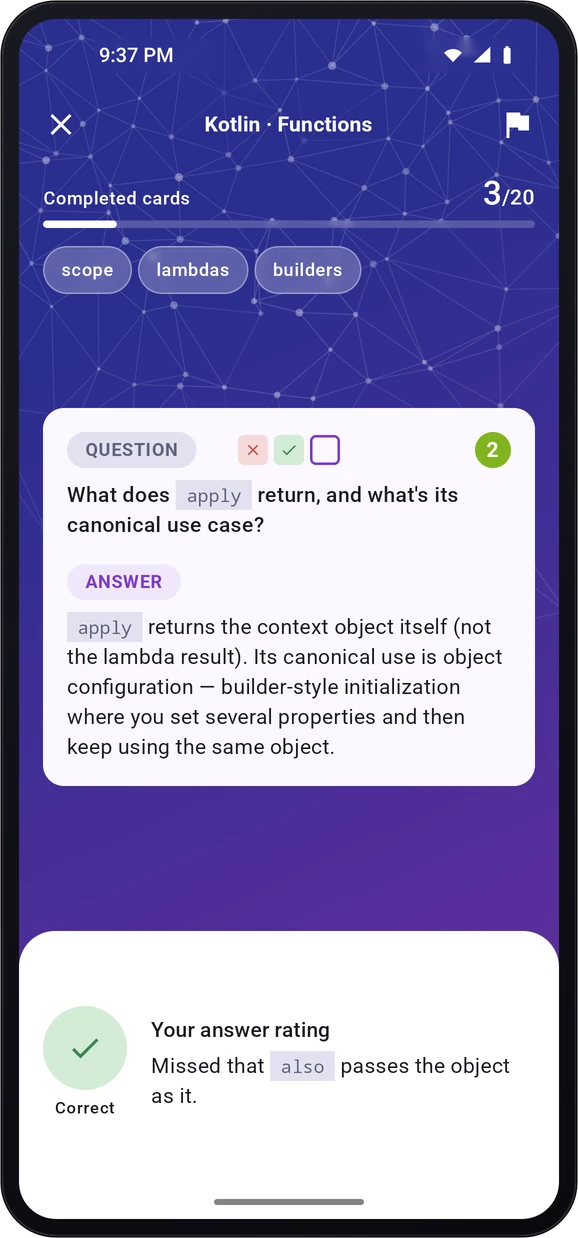 9:37 PM
Kotlin · Functions
Completed cards
3/20
scope
lambdas
builders
QUESTION
2
What does apply return, and what's its
canonical use case?
ANSWER
apply returns the context object itself (not
the lambda result). Its canonical use is object
configuration — builder-style initialization
where you set several properties and then
keep using the same object.
Your answer rating
Missed that also passes the object
as it.
Correct